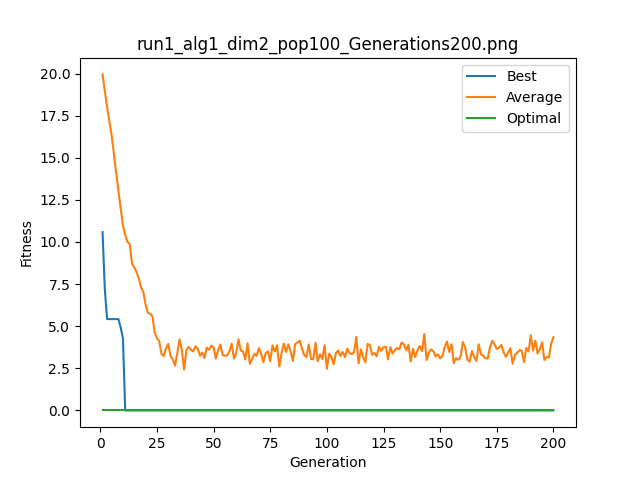 run1_alg1_dim2_pop100_Generations200.png
Best
Average
Optimal
20.0
17.5
15.0
12.5
10.0
7.5
5.0
2.5
0.0
Fitness
0 25 50 75 100 125 150 175 200
Generation